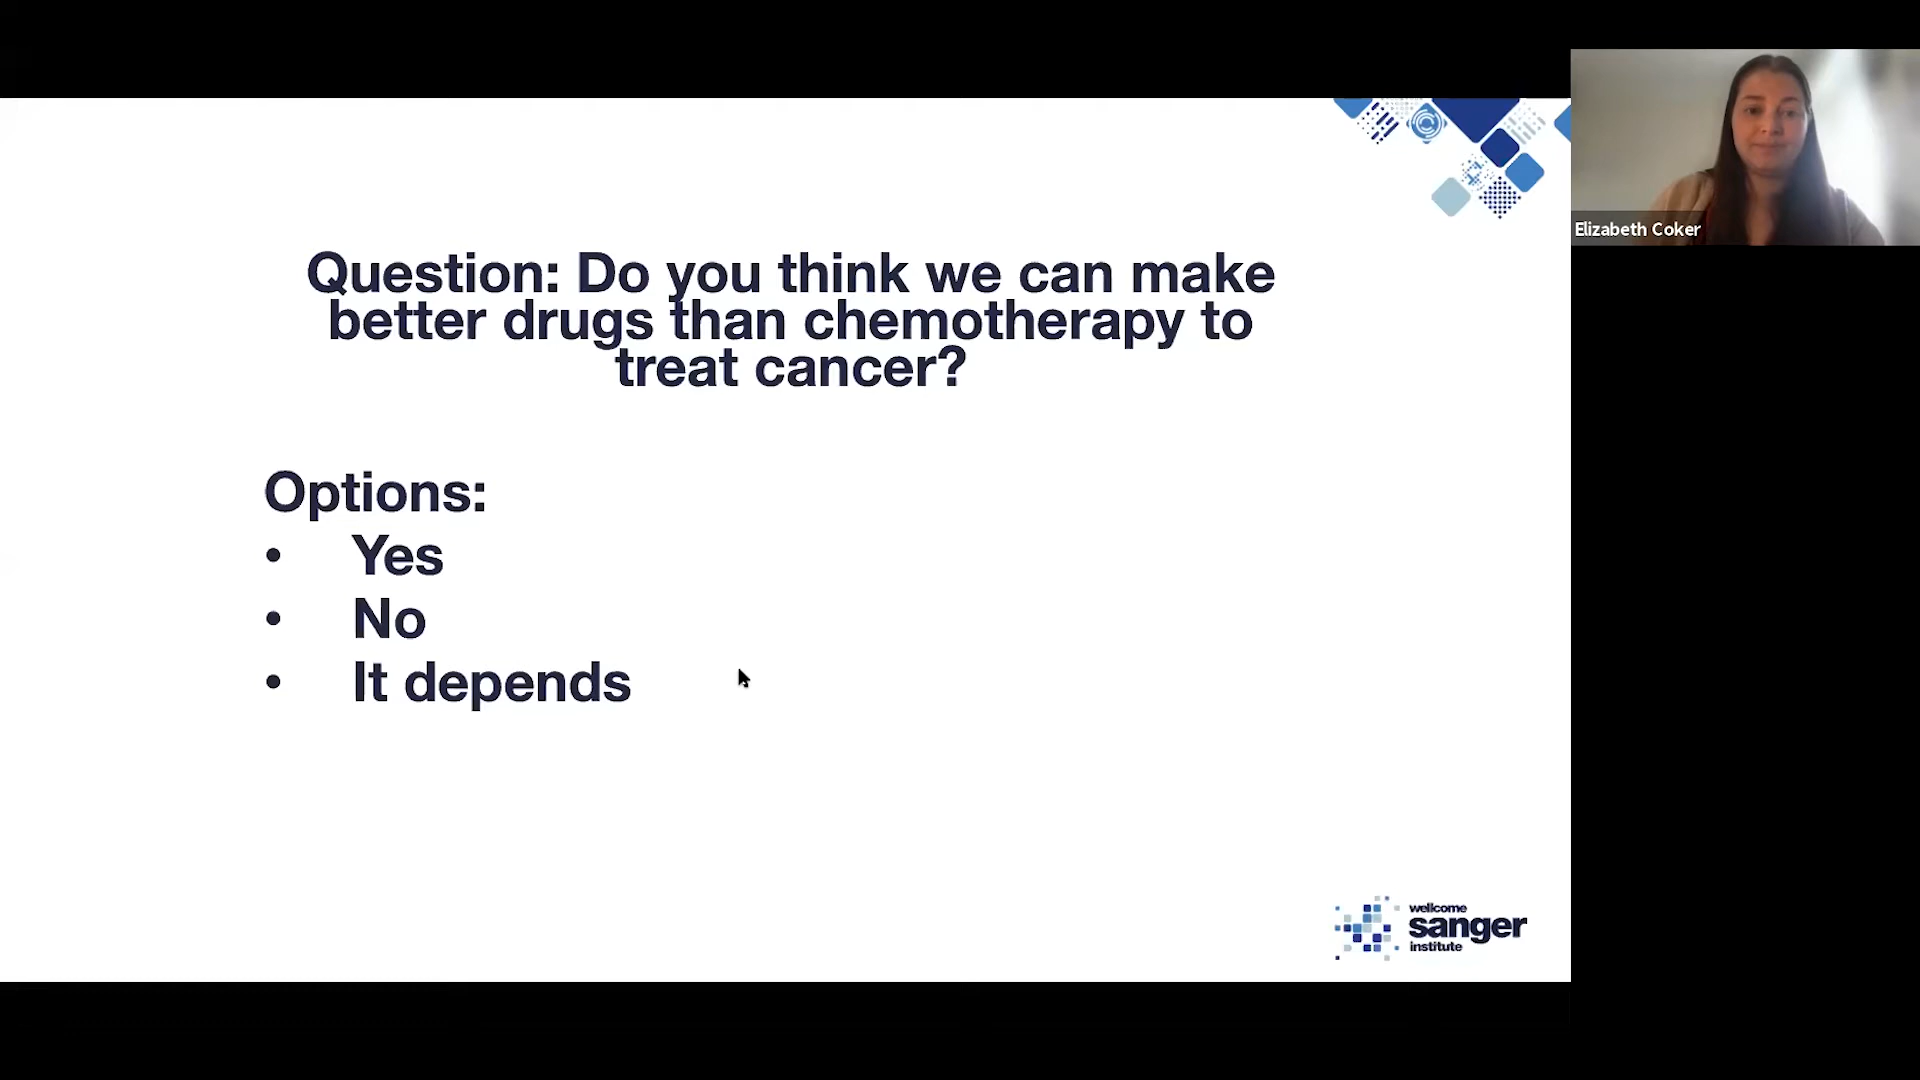 Question: Do you think we can make
better drugs than chemotherapy to
treat cancer?
Options:
• Yes
• No
• It depends
Elizabeth Coker
wellcome
sanger
institute